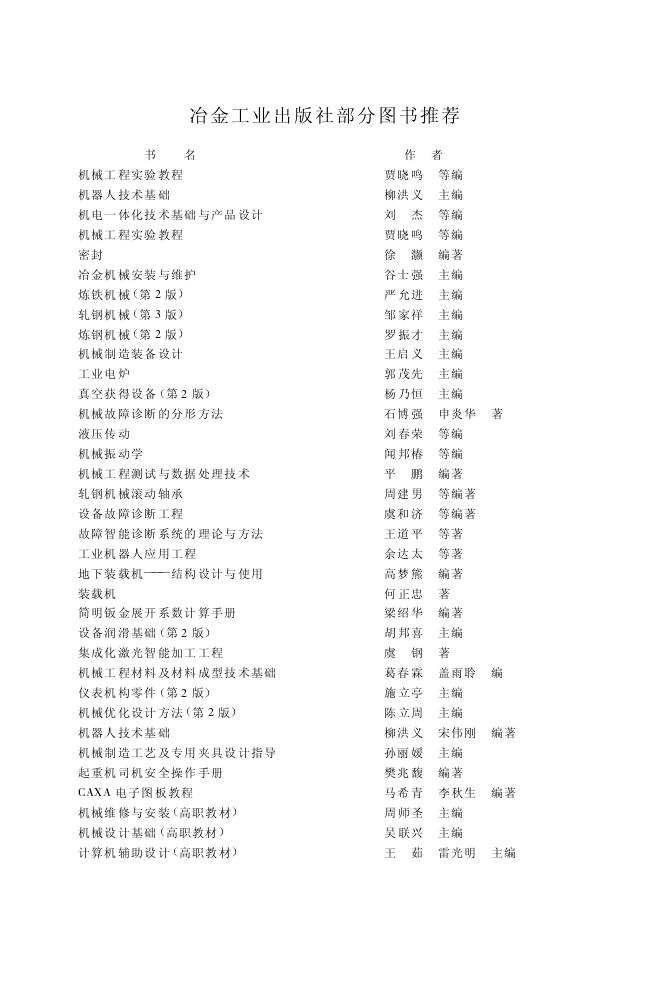 冶金工业出版社部分图书推荐
书　名　作　者
机械工程实验教程　贾晓鸣　等编
机器人技术基础　柳洪义　主编
机电一体化技术基础与产品设计　刘　杰　等编
机械工程实验教程　贾晓鸣　等编
密封　徐　灏　编著
冶金机械安装与维护　谷士强　主编
炼铁机械(第 2 版)　严允进　主编
轧钢机械(第 3 版)　邹家祥　主编
炼钢机械(第 2 版)　罗振才　主编
机械制造装备设计　王启义　主编
工业电炉　郭茂先　主编
真空获得设备(第 2 版)　杨乃恒　主编
机械故障诊断的分形方法　石博强　申炎华　著
液压传动　刘春荣　等编
机械振动学　闻邦椿　等编
机械工程测试与数据处理技术　平　鹏　编著
轧钢机械滚动轴承　周建男　等编著
设备故障诊断工程　虞和济　等编著
故障智能诊断系统的理论与方法　王道平　等著
工业机器人应用工程　余达太　等著
地下装载机——结构设计与使用　高梦熊　编著
装载机　何正忠　著
简明钣金展开系数计算手册　梁绍华　编著
设备润滑基础(第 2 版)　胡邦喜　主编
集成化激光智能加工工程　虞　钢　著
机械工程材料及材料成型技术基础　葛春霖　盖雨聆　编
仪表机构零件(第 2 版)　施立亭　主编
机械优化设计方法(第 2 版)　陈立周　主编
机器人技术基础　柳洪义　宋伟刚　编著
机械制造工艺及专用夹具设计指导　孙丽媛　主编
起重机司机安全操作手册　樊兆馥　编著
CAXA 电子图板教程　马希青　李秋生　编著
机械维修与安装(高职教材)　周师圣　主编
机械设计基础(高职教材)　吴联兴　主编
计算机辅助设计(高职教材)　王　茹　雷光明　主编